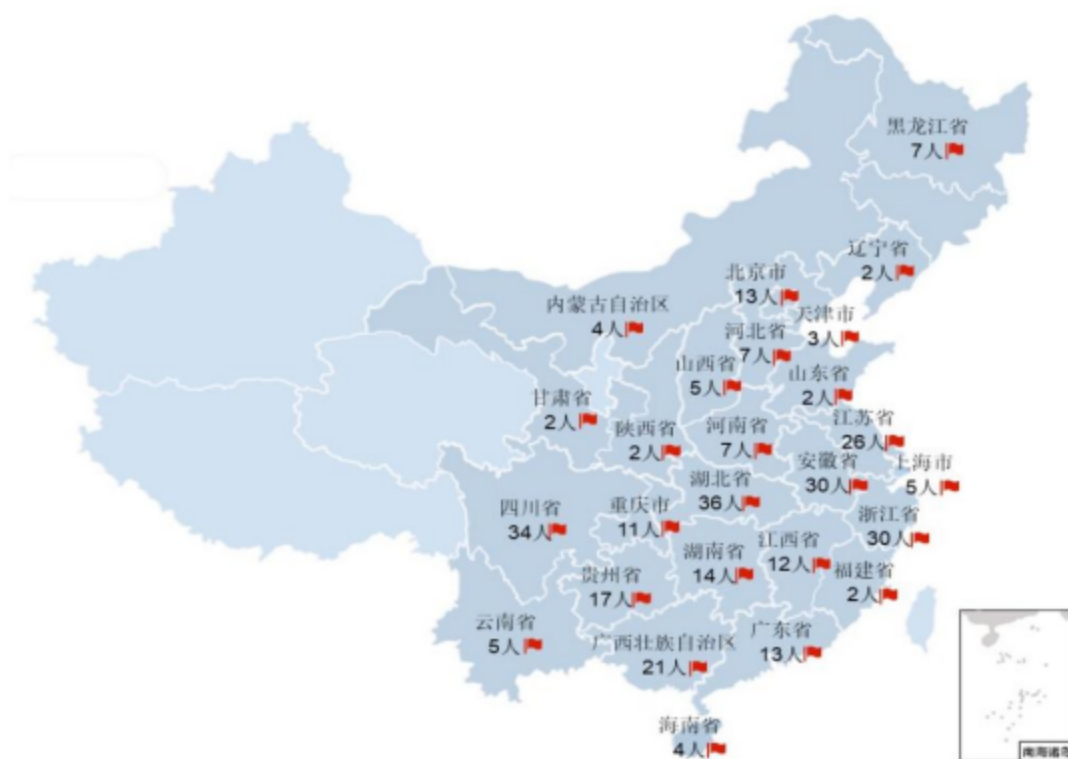 黑龙江省
7人
辽宁省
2人
北京市
13人
内蒙古自治区
4人
天津市
3人
河北省
7人
山西省
5人
山东省
2人
甘肃省
2人
江苏省
26人
陕西省
2人
河南省
7人
安徽省
30人
上海市
5人
湖北省
36人
四川省
34人
重庆市
11人
浙江省
30人
江西省
12人
湖南省
14人
福建省
2人
贵州省
17人
云南省
5人
广西壮族自治区
21人
广东省
13人
海南省
4人
南海诸